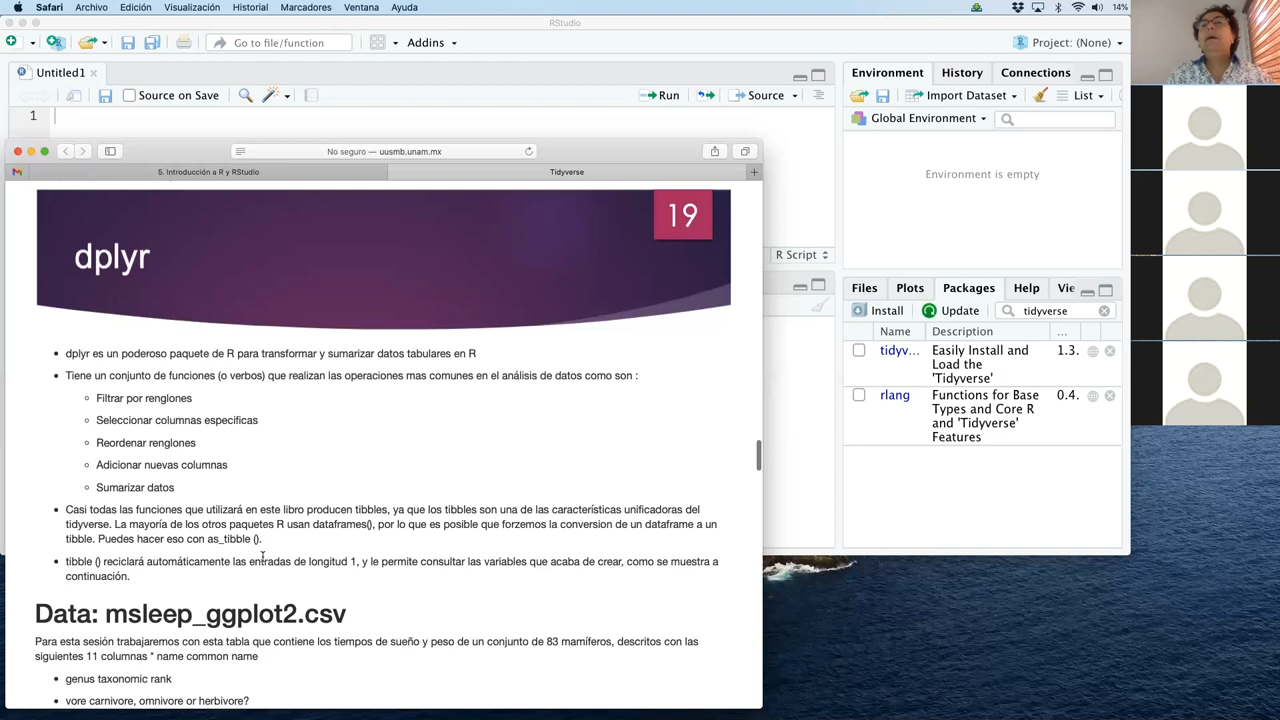 Safari Archivo Edición Visualización Historial Marcadores Ventana Ayuda 14%
RStudio
Go to file/function Addins Project: (None)
Untitled1
Source on Save Run Source
1
Environment History Connections
Import Dataset List
Global Environment
Environment is empty
R Script
No seguro — uusmb.unam.mx
5. Introducción a R y RStudio Tidyverse
19
dplyr
• dplyr es un poderoso paquete de R para transformar y sumarizar datos tabulares en R
• Tiene un conjunto de funciones (o verbos) que realizan las operaciones mas comunes en el análisis de datos como son :
Filtrar por renglones
Seleccionar columnas especificas
Reordenar renglones
Adicionar nuevas columnas
Sumarizar datos
• Casi todas las funciones que utilizará en este libro producen tibbles, ya que los tibbles son una de las características unificadoras del
tidyverse. La mayoría de los otros paquetes R usan dataframes(), por lo que es posible que forzemos la conversion de un dataframe a un
tibble. Puedes hacer eso con as_tibble ().
• tibble () reciclará automáticamente las entradas de longitud 1, y le permite consultar las variables que acaba de crear, como se muestra a
continuación.
Data: msleep_ggplot2.csv
Para esta sesión trabajaremos con esta tabla que contiene los tiempos de sueño y peso de un conjunto de 83 mamíferos, descritos con las
siguientes 11 columnas * name common name
• genus taxonomic rank
• vore carnivore, omnivore or herbivore?
Files Plots Packages Help Vie
Install Update tidyverse
Name Description ...
tidyv... Easily Install and 1.3.
Load the
'Tidyverse'
rlang Functions for Base 0.4.
Types and Core R
and 'Tidyverse'
Features